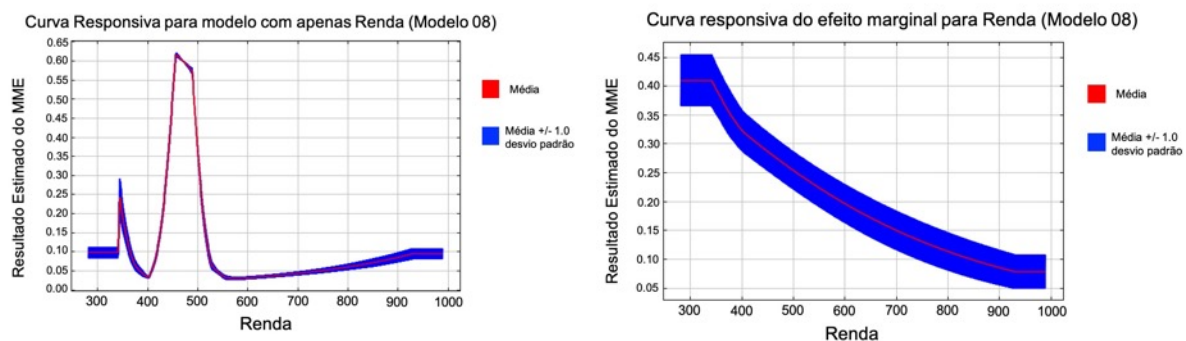 Curva Responsiva para modelo com apenas Renda (Modelo 08)
Resultado Estimado do MME
0.65
0.60
0.55
0.50
0.45
0.40
0.35
0.30
0.25
0.20
0.15
0.10
0.05
0.00
300 400 500 600 700 800 900 1000
Renda
Média
Média +/- 1.0
desvio padrão
Curva responsiva do efeito marginal para Renda (Modelo 08)
Resultado Estimado do MME
0.45
0.40
0.35
0.30
0.25
0.20
0.15
0.10
0.05
300 400 500 600 700 800 900 1000
Renda
Média
Média +/- 1.0
desvio padrão